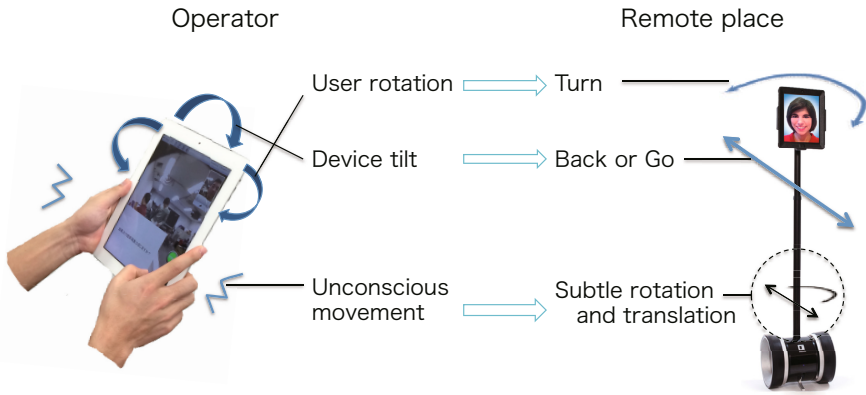 Operator
Remote place
User rotation
Turn
Device tilt
Back or Go
Unconscious
movement
Subtle rotation
and translation